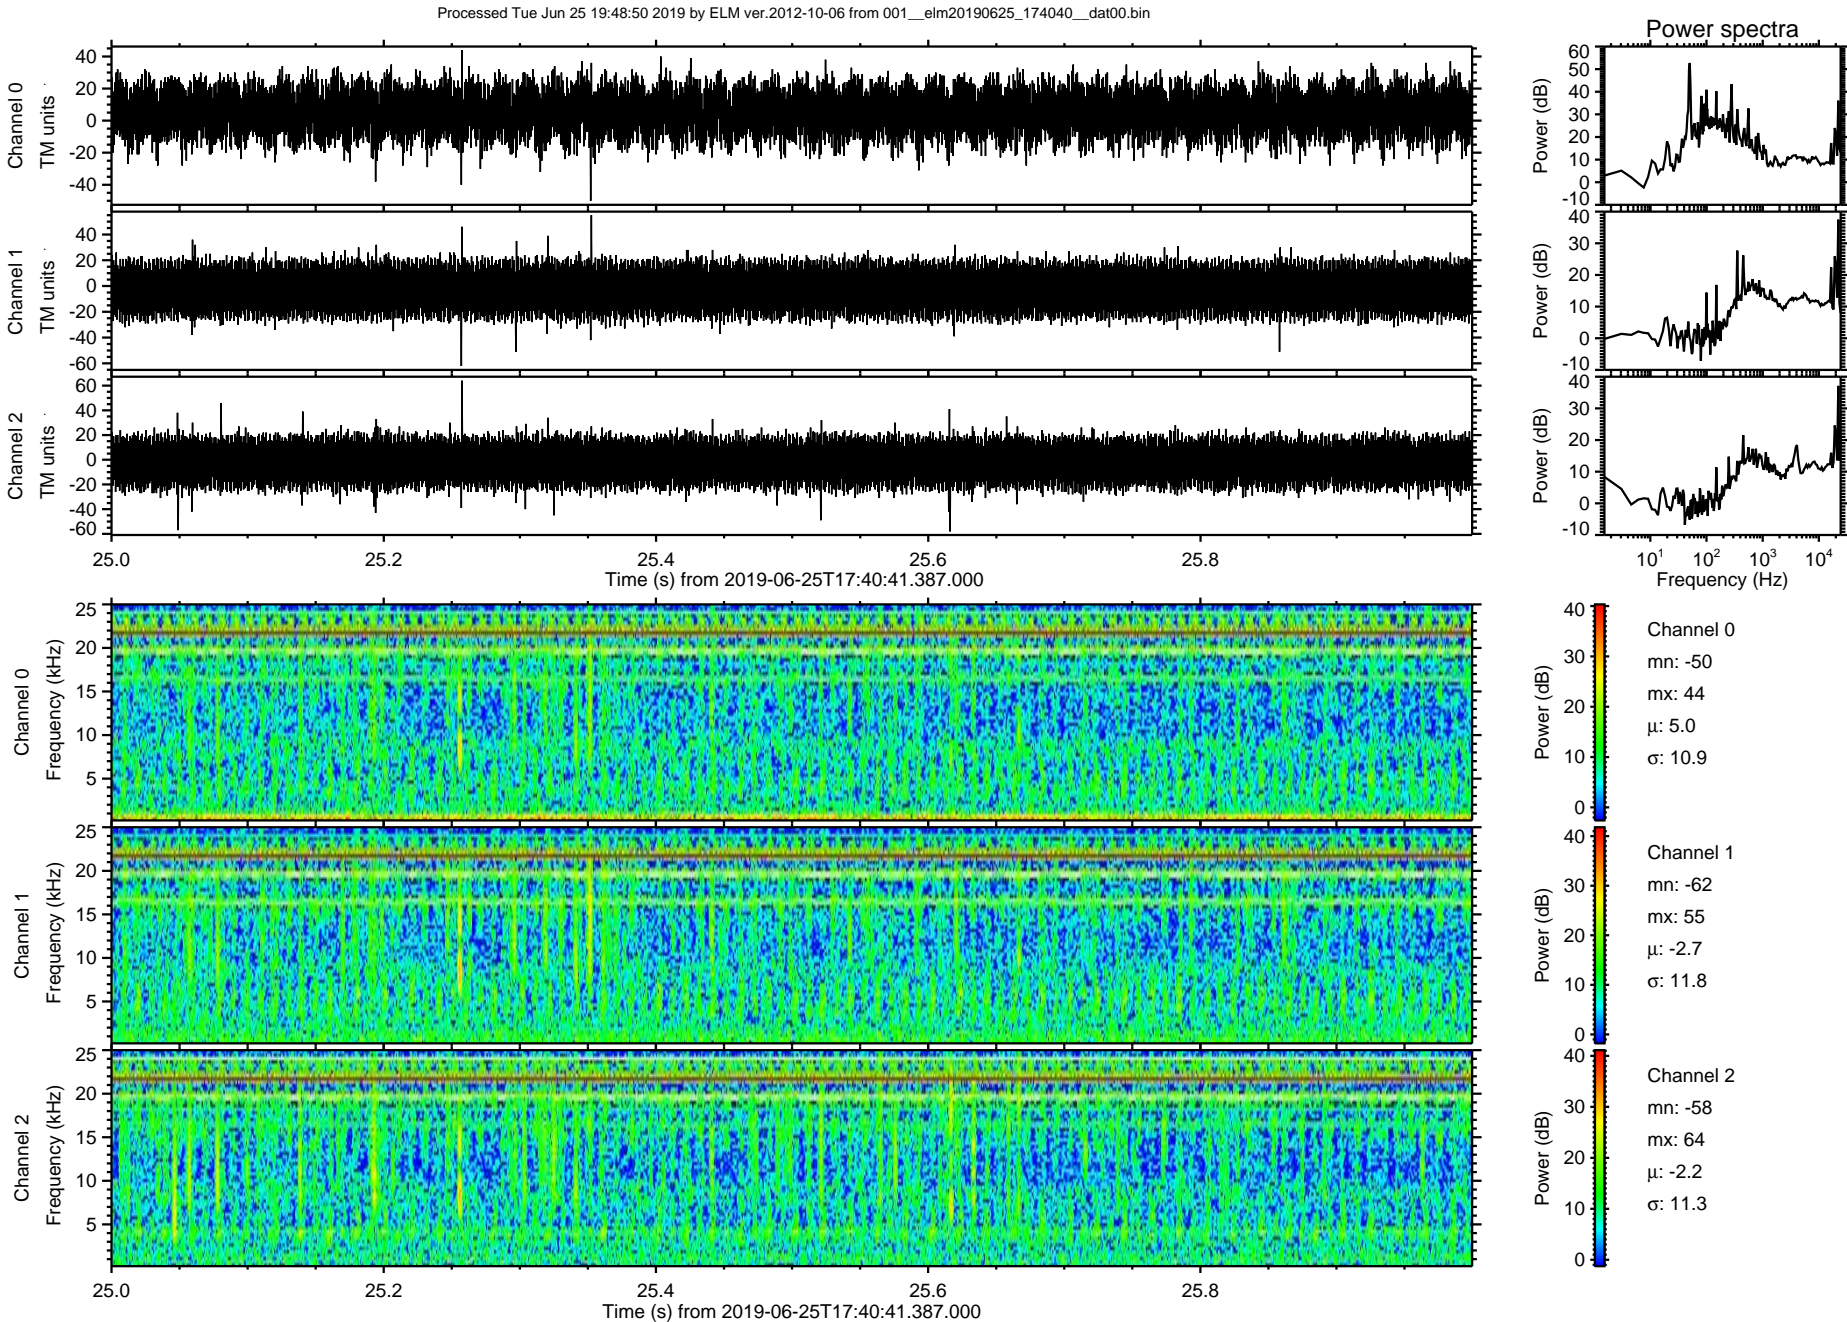 Processed Tue Jun 25 19:48:50 2019 by ELM ver.2012-10-06 from 001__elm20190625_174040__dat00.bin
Power spectra
Channel 0
TM units
40
20
0
-20
-40
Power (dB)
60
50
40
30
20
10
0
-10
Channel 1
TM units
40
20
0
-20
-40
-60
Power (dB)
40
30
20
10
0
-10
Channel 2
TM units
60
40
20
0
-20
-40
-60
Power (dB)
40
30
20
10
0
-10
25.0 25.2 25.4 25.6 25.8
Time (s) from 2019-06-25T17:40:41.387.000
10^1 10^2 10^3 10^4
Frequency (Hz)
Channel 0
Frequency (kHz)
25
20
15
10
5
Power (dB)
40
30
20
10
0
Channel 0
mn: -50
mx: 44
μ: 5.0
σ: 10.9
Channel 1
Frequency (kHz)
25
20
15
10
5
Power (dB)
40
30
20
10
0
Channel 1
mn: -62
mx: 55
μ: -2.7
σ: 11.8
Channel 2
Frequency (kHz)
25
20
15
10
5
Power (dB)
40
30
20
10
0
Channel 2
mn: -58
mx: 64
μ: -2.2
σ: 11.3
25.0 25.2 25.4 25.6 25.8
Time (s) from 2019-06-25T17:40:41.387.000